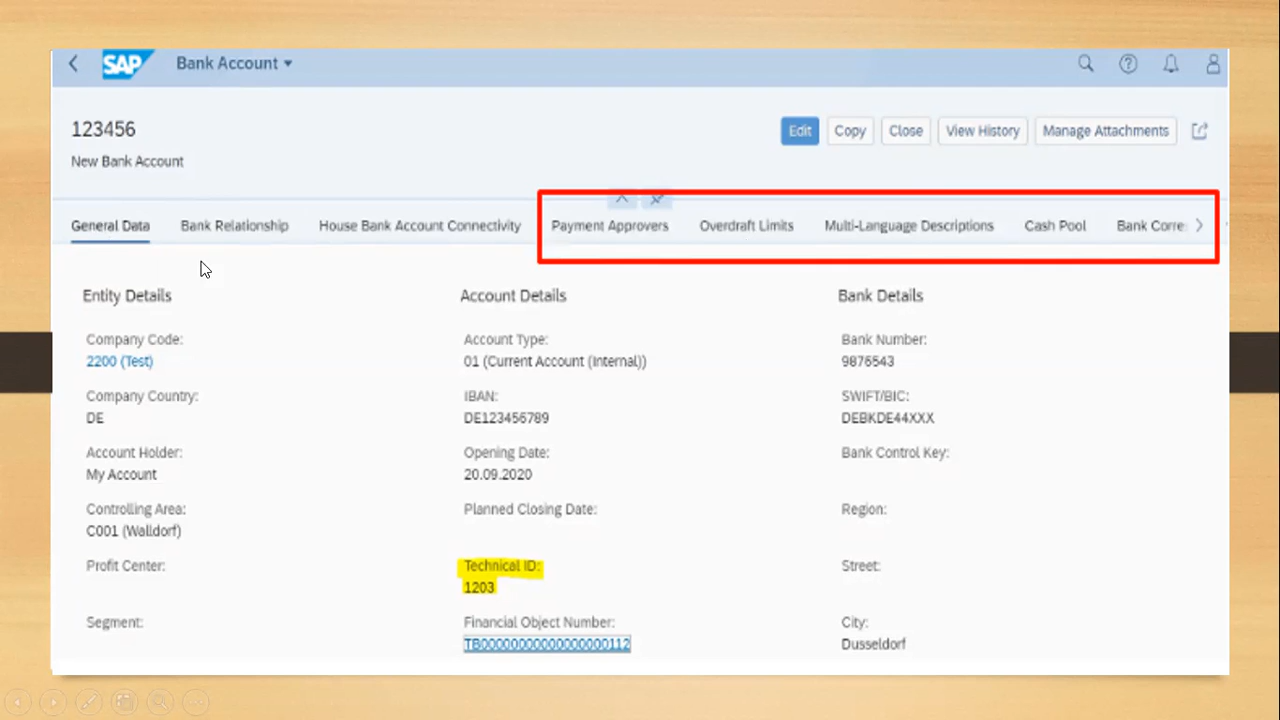 SAP Bank Account
123456
New Bank Account
Edit Copy Close View History Manage Attachments
General Data Bank Relationship House Bank Account Connectivity Payment Approvers Overdraft Limits Multi-Language Descriptions Cash Pool Bank Corre
Entity Details
Company Code:
2200 (Test)
Company Country:
DE
Account Holder:
My Account
Controlling Area:
C001 (Walldorf)
Profit Center:
Segment:
Account Details
Account Type:
01 (Current Account (Internal))
IBAN:
DE123456789
Opening Date:
20.09.2020
Planned Closing Date:
Technical ID:
1203
Financial Object Number:
TB00000000000000000112
Bank Details
Bank Number:
9876543
SWIFT/BIC:
DEBKDE44XXX
Bank Control Key:
Region:
Street:
City:
Dusseldorf